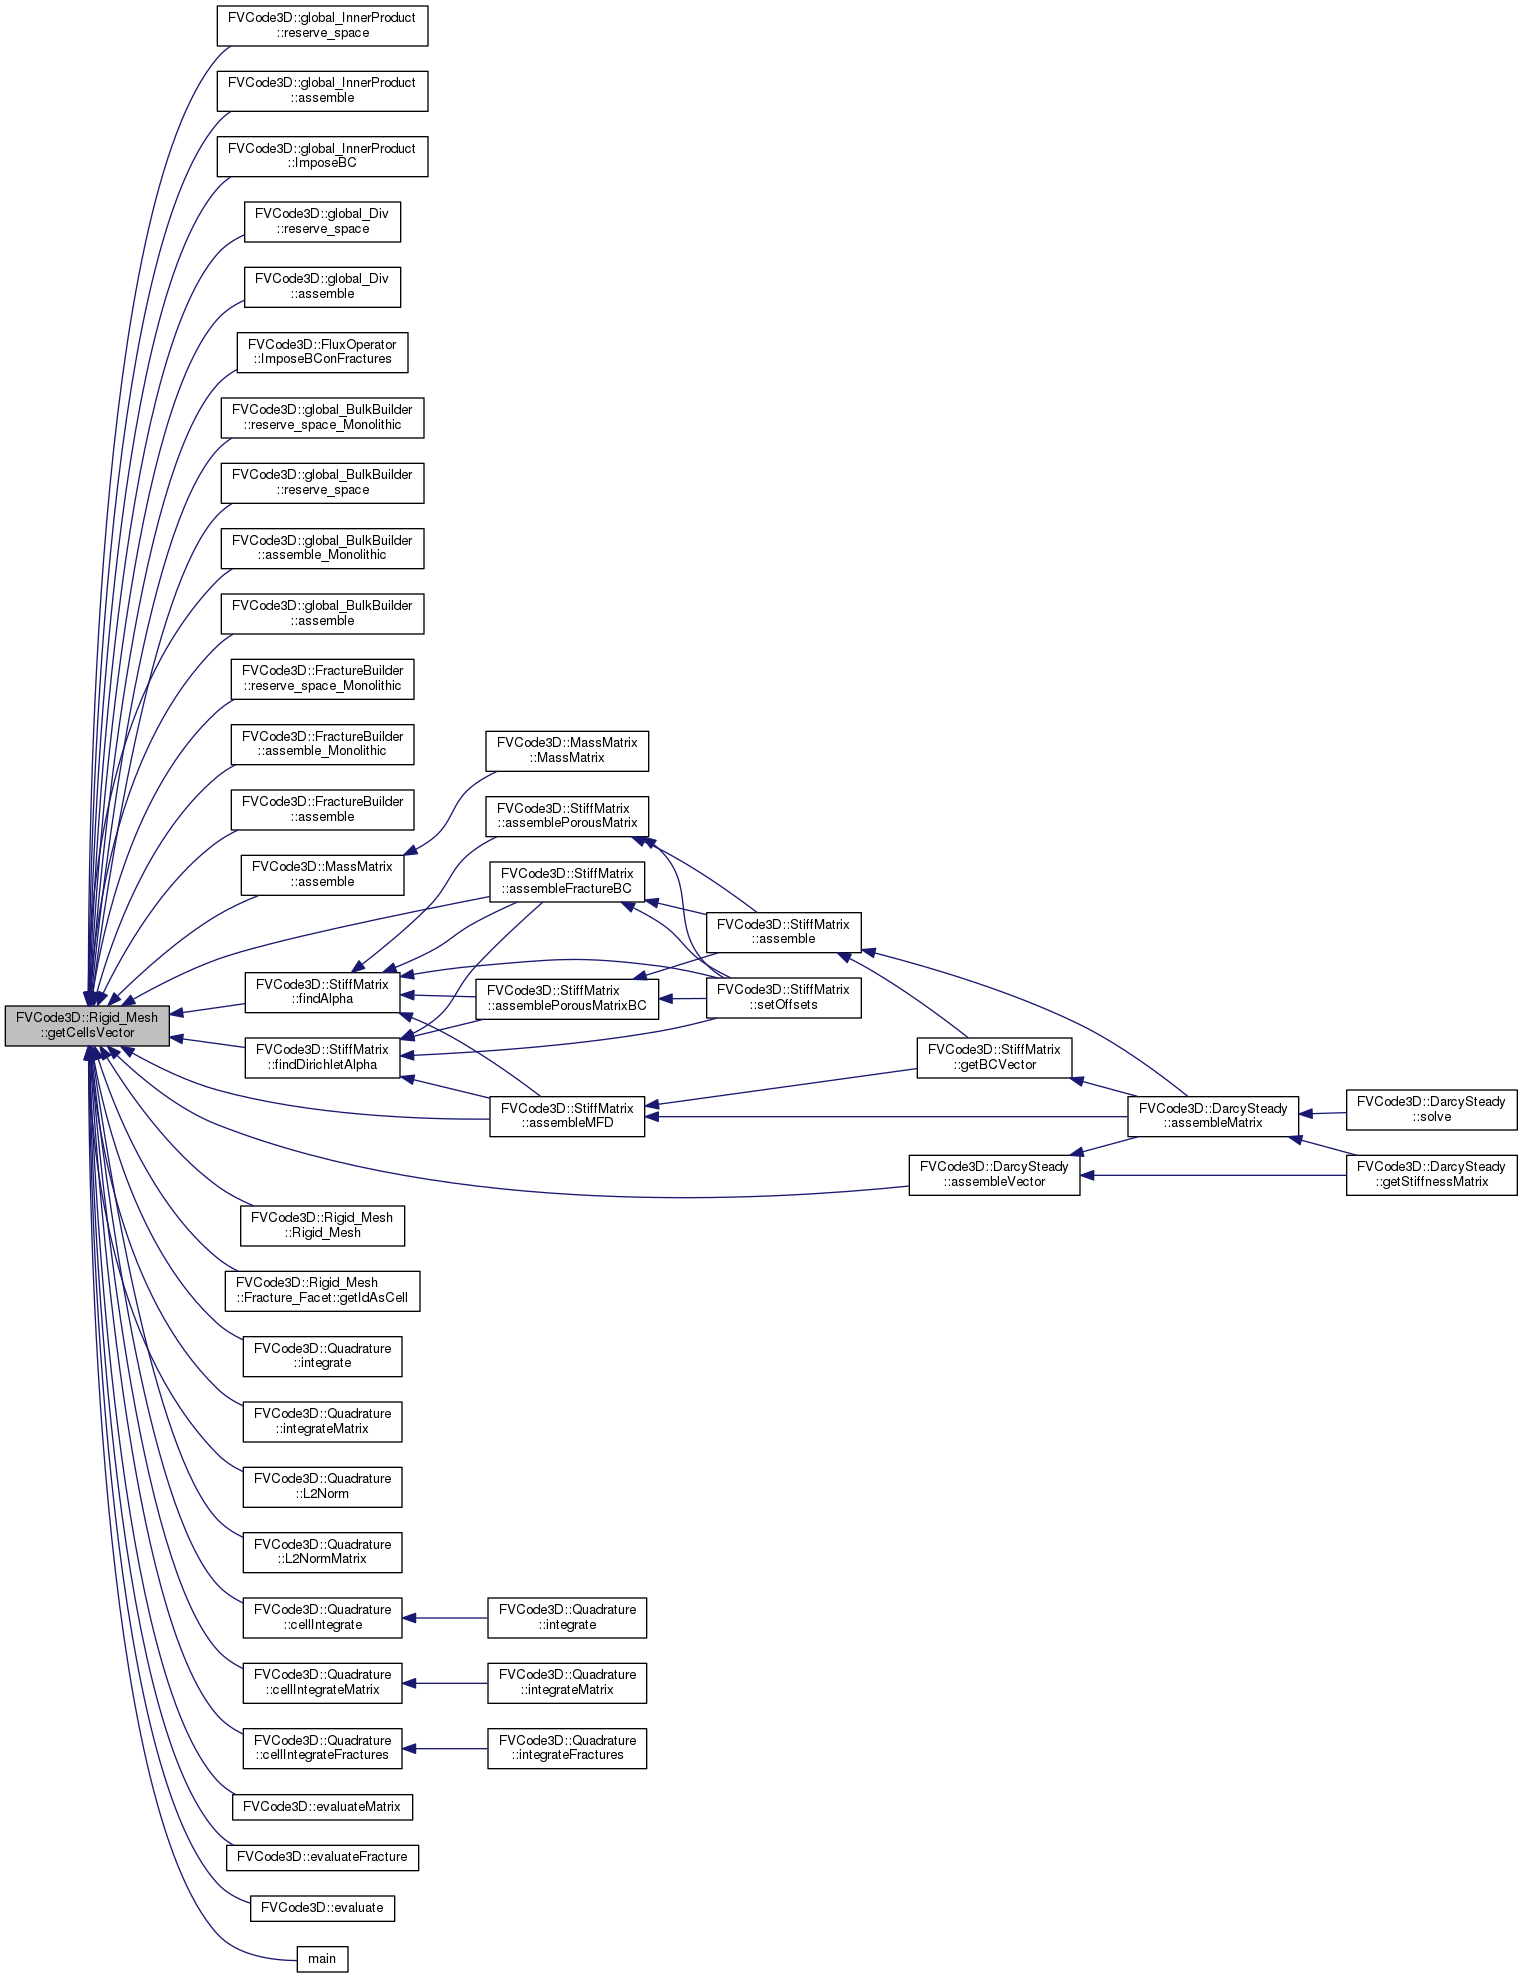 FVCode3D::global_InnerProduct
::reserve_space
FVCode3D::global_InnerProduct
::assemble
FVCode3D::global_InnerProduct
::ImposeBC
FVCode3D::global_Div
::reserve_space
FVCode3D::global_Div
::assemble
FVCode3D::FluxOperator
::ImposeBConFractures
FVCode3D::global_BulkBuilder
::reserve_space_Monolithic
FVCode3D::global_BulkBuilder
::reserve_space
FVCode3D::global_BulkBuilder
::assemble_Monolithic
FVCode3D::global_BulkBuilder
::assemble
FVCode3D::FractureBuilder
::reserve_space_Monolithic
FVCode3D::FractureBuilder
::assemble_Monolithic
FVCode3D::FractureBuilder
::assemble
FVCode3D::MassMatrix
::assemble
FVCode3D::MassMatrix
::MassMatrix
FVCode3D::StiffMatrix
::assemblePorousMatrix
FVCode3D::StiffMatrix
::assembleFractureBC
FVCode3D::StiffMatrix
::assemble
FVCode3D::StiffMatrix
::findAlpha
FVCode3D::StiffMatrix
::assemblePorousMatrixBC
FVCode3D::StiffMatrix
::setOffsets
FVCode3D::Rigid_Mesh
::getCellsVector
FVCode3D::StiffMatrix
::findDirichletAlpha
FVCode3D::StiffMatrix
::getBCVector
FVCode3D::StiffMatrix
::assembleMFD
FVCode3D::DarcySteady
::assembleMatrix
FVCode3D::DarcySteady
::solve
FVCode3D::DarcySteady
::assembleVector
FVCode3D::DarcySteady
::getStiffnessMatrix
FVCode3D::Rigid_Mesh
::Rigid_Mesh
FVCode3D::Rigid_Mesh
::Fracture_Facet::getIdAsCell
FVCode3D::Quadrature
::integrate
FVCode3D::Quadrature
::integrateMatrix
FVCode3D::Quadrature
::L2Norm
FVCode3D::Quadrature
::L2NormMatrix
FVCode3D::Quadrature
::cellIntegrate
FVCode3D::Quadrature
::integrate
FVCode3D::Quadrature
::cellIntegrateMatrix
FVCode3D::Quadrature
::integrateMatrix
FVCode3D::Quadrature
::cellIntegrateFractures
FVCode3D::Quadrature
::integrateFractures
FVCode3D::evaluateMatrix
FVCode3D::evaluateFracture
FVCode3D::evaluate
main